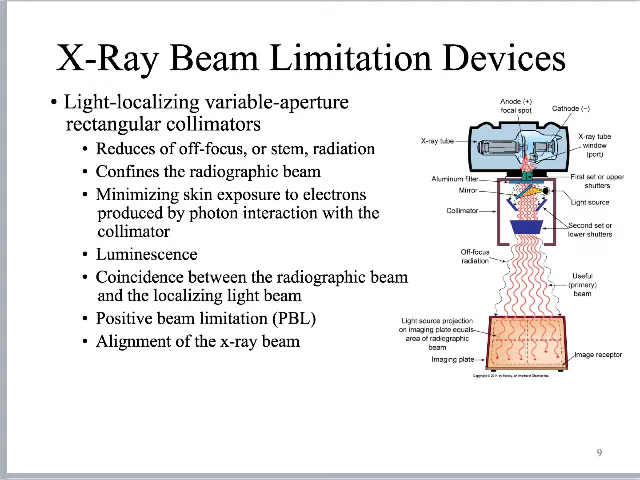 X-Ray Beam Limitation Devices
• Light-localizing variable-aperture
rectangular collimators
• Reduces of off-focus, or stem, radiation
• Confines the radiographic beam
• Minimizing skin exposure to electrons
produced by photon interaction with the
collimator
• Luminescence
• Coincidence between the radiographic beam
and the localizing light beam
• Positive beam limitation (PBL)
• Alignment of the x-ray beam
Anode (+)
focal spot
Cathode (−)
X-ray tube
X-ray tube
window
(port)
Aluminum filter
First set or upper
shutters
Mirror
Light source
Collimator
Second set or
lower shutters
Off-focus
radiation
Useful
(primary)
beam
Light source projection
on imaging plate equals
area of radiographic
beam
Imaging plate
Image receptor
9